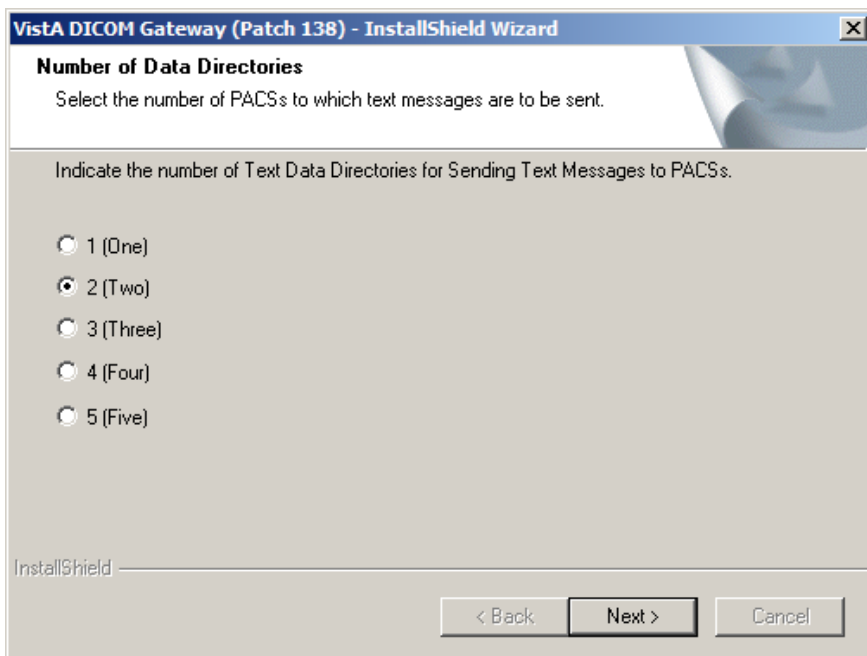 VistA DICOM Gateway (Patch 138) - InstallShield Wizard
Number of Data Directories
Select the number of PACSs to which text messages are to be sent.
Indicate the number of Text Data Directories for Sending Text Messages to PACSs.
1 (One)
2 (Two)
3 (Three)
4 (Four)
5 (Five)
InstallShield
< Back
Next >
Cancel